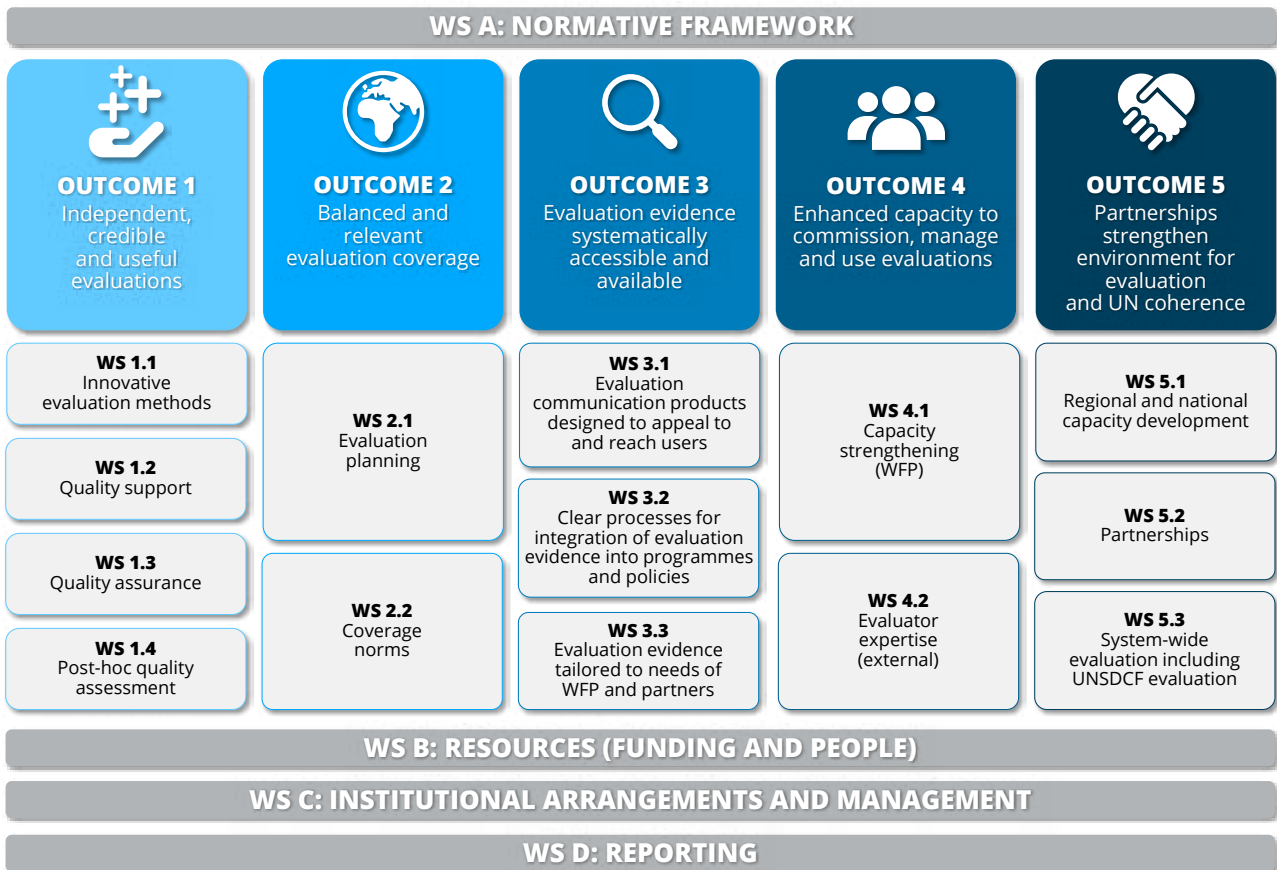 WS A: NORMATIVE FRAMEWORK
OUTCOME 1
Independent,
credible
and useful
evaluations
OUTCOME 2
Balanced and
relevant
evaluation coverage
OUTCOME 3
Evaluation evidence
systematically
accessible and
available
OUTCOME 4
Enhanced capacity to
commission, manage
and use evaluations
OUTCOME 5
Partnerships
strengthen
environment for
evaluation
and UN coherence
WS 1.1
Innovative
evaluation methods
WS 1.2
Quality support
WS 1.3
Quality assurance
WS 1.4
Post-hoc quality
assessment
WS 2.1
Evaluation
planning
WS 2.2
Coverage
norms
WS 3.1
Evaluation
communication products
designed to appeal to
and reach users
WS 3.2
Clear processes for
integration of evaluation
evidence into programmes
and policies
WS 3.3
Evaluation evidence
tailored to needs of
WFP and partners
WS 4.1
Capacity
strengthening
(WFP)
WS 4.2
Evaluator
expertise
(external)
WS 5.1
Regional and national
capacity development
WS 5.2
Partnerships
WS 5.3
System-wide
evaluation including
UNSDCF evaluation
WS B: RESOURCES (FUNDING AND PEOPLE)
WS C: INSTITUTIONAL ARRANGEMENTS AND MANAGEMENT
WS D: REPORTING